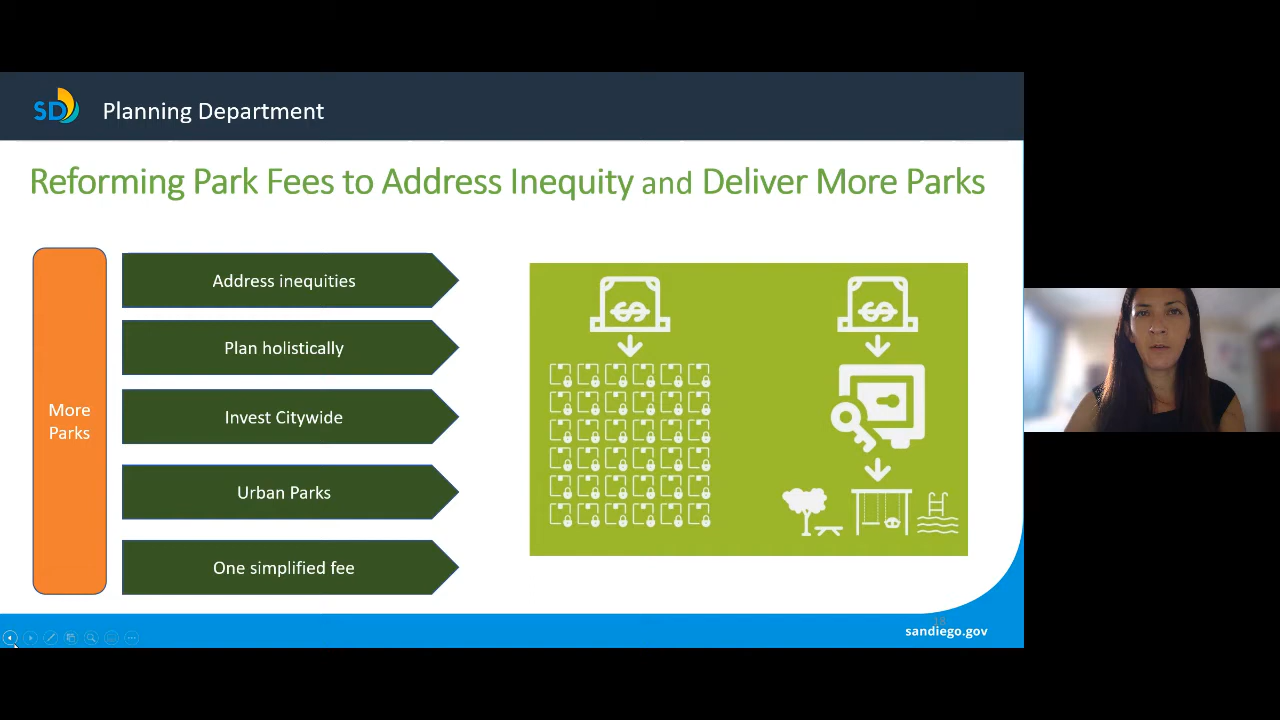 SD
Planning Department
Reforming Park Fees to Address Inequity and Deliver More Parks
More
Parks
Address inequities
Plan holistically
Invest Citywide
Urban Parks
One simplified fee
$
$
18
sandiego.gov